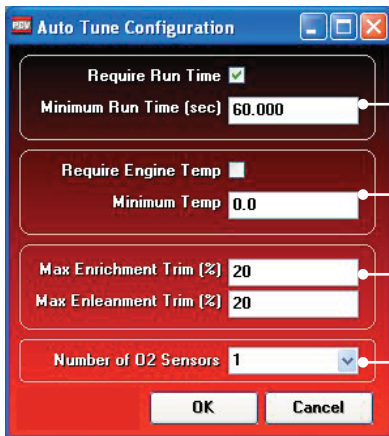 PCV Auto Tune Configuration
Require Run Time
Minimum Run Time (sec) 60.000
Require Engine Temp
Minimum Temp 0.0
Max Enrichment Trim (%) 20
Max Enleanment Trim (%) 20
Number of O2 Sensors 1
OK Cancel